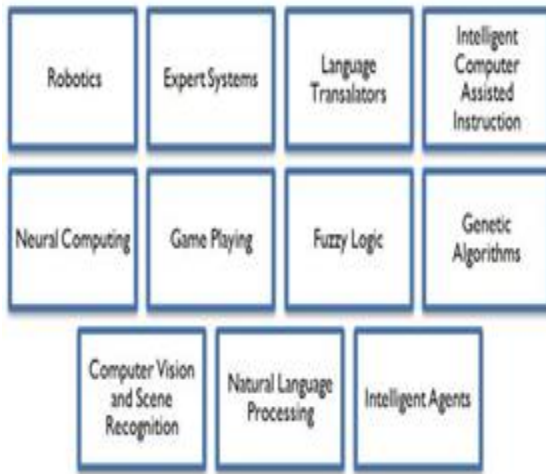 Robotics
Expert Systems
Language
Transalators
Intelligent
Computer
Assisted
Instruction
Neural Computing
Game Playing
Fuzzy Logic
Genetic
Algorithms
Computer Vision
and Scene
Recognition
Natural Language
Processing
Intelligent Agents